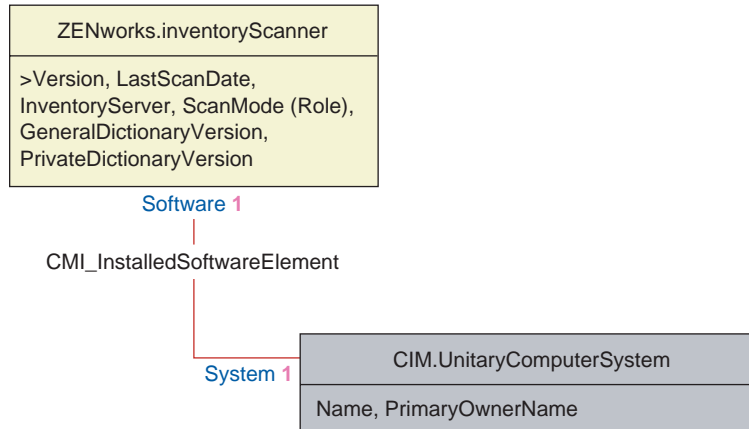 ZENworks.inventoryScanner
>Version, LastScanDate,
InventoryServer, ScanMode (Role),
GeneralDictionaryVersion,
PrivateDictionaryVersion
Software 1
CMI_InstalledSoftwareElement
System 1
CIM.UnitaryComputerSystem
Name, PrimaryOwnerName